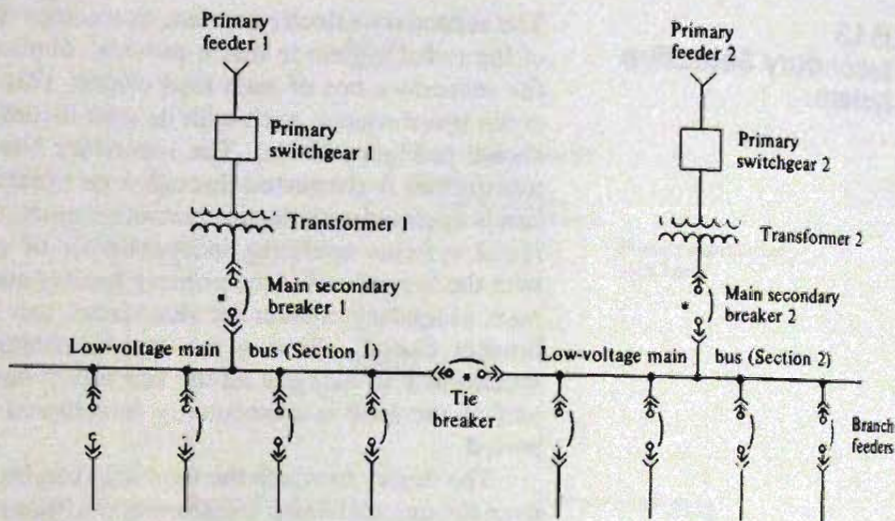 Primary
feeder 1
Primary
switchgear 1
Transformer 1
Main secondary
breaker 1
Low-voltage main bus (Section 1)
Tie
breaker
Primary
feeder 2
Primary
switchgear 2
Transformer 2
Main secondary
breaker 2
Low-voltage main bus (Section 2)
Branch
feeders